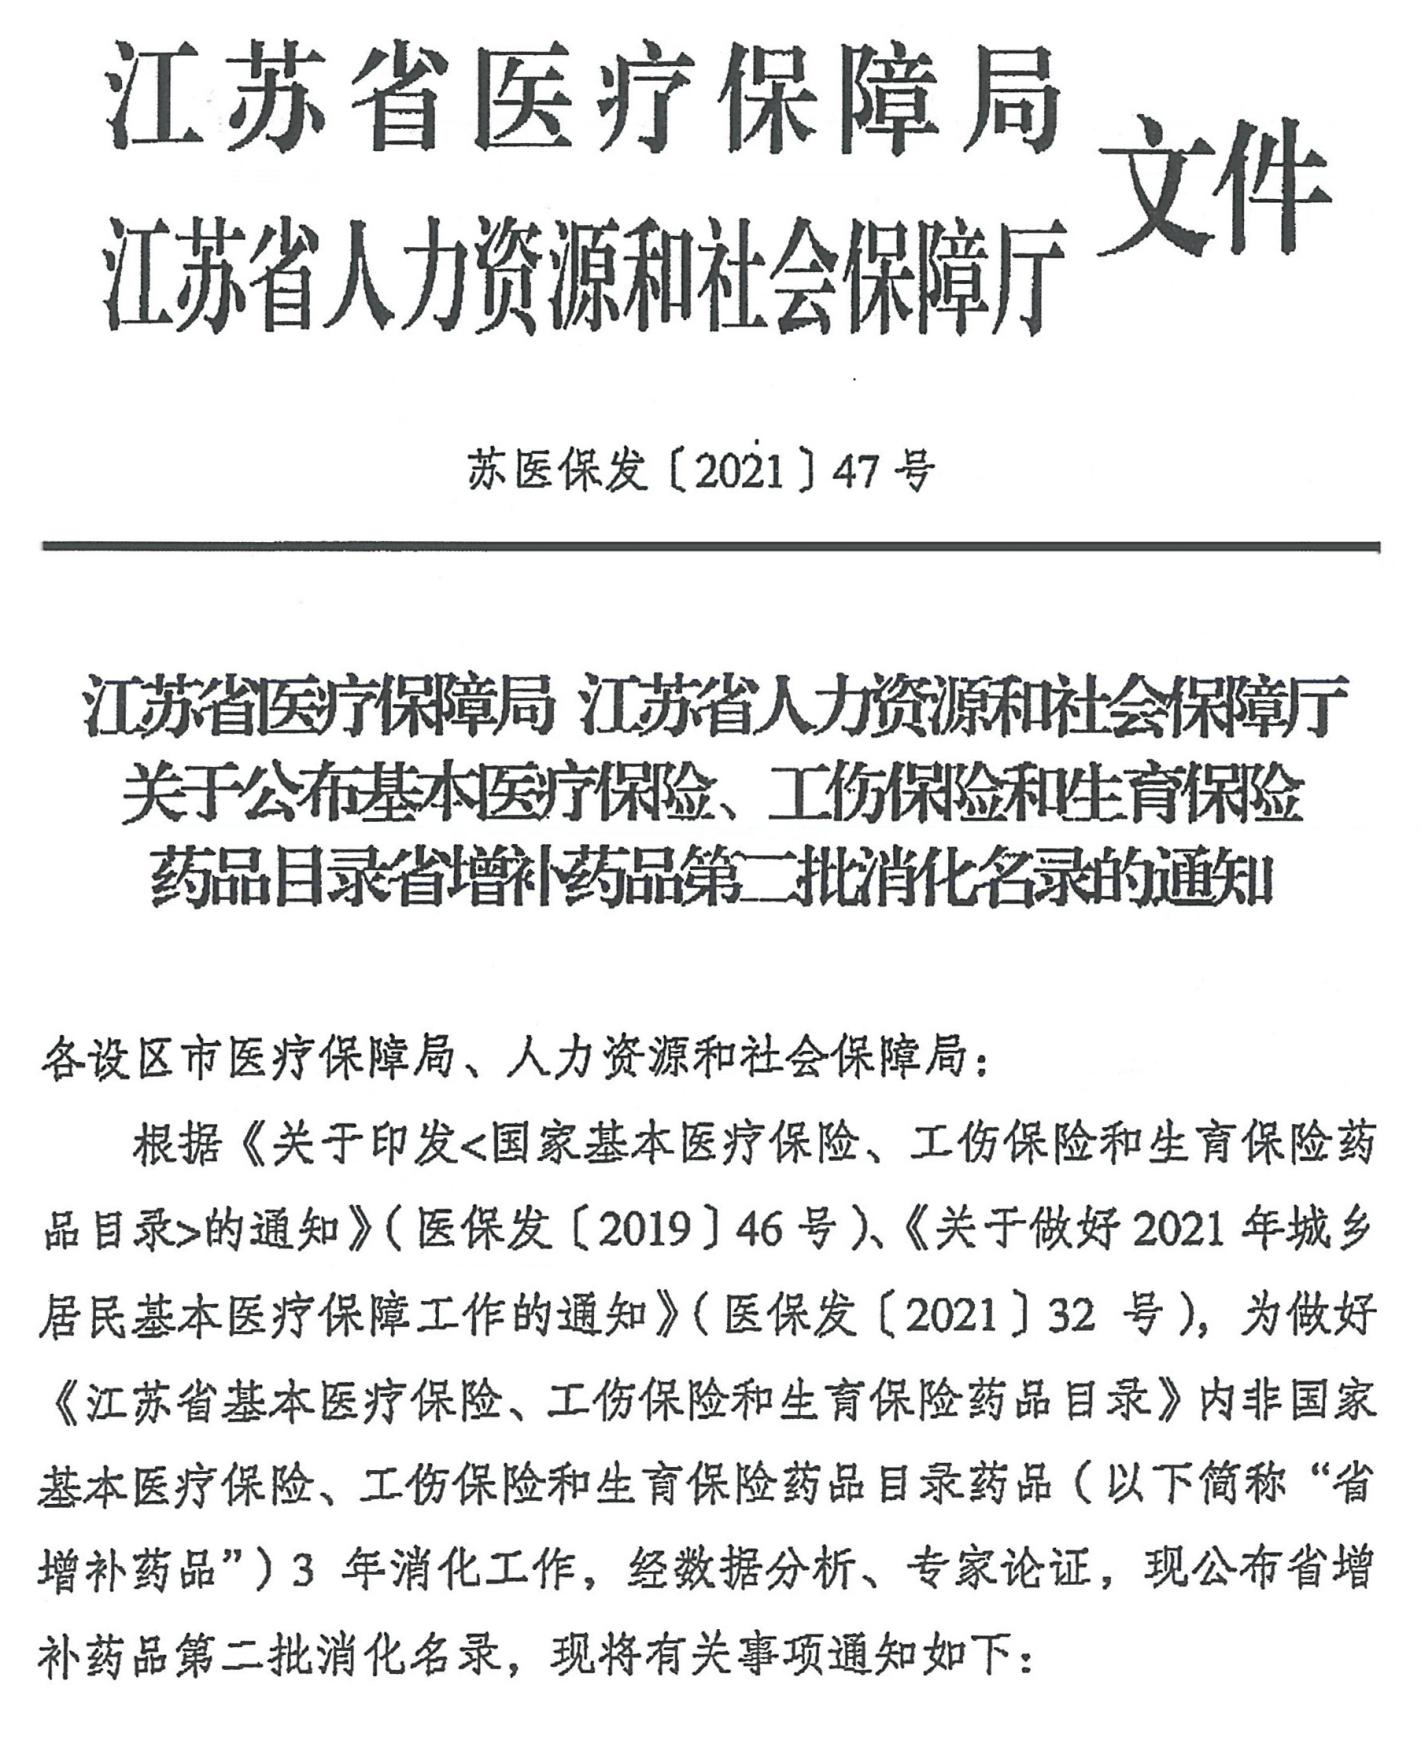 江苏省医疗保障局
文件
江苏省人力资源和社会保障厅
苏医保发〔2021〕47号
江苏省医疗保障局 江苏省人力资源和社会保障厅
关于公布基本医疗保险、工伤保险和生育保险
药品目录省增补药品第二批消化名录的通知
各设区市医疗保障局、人力资源和社会保障局：
根据《关于印发<国家基本医疗保险、工伤保险和生育保险药
品目录>的通知》（医保发〔2019〕46号）、《关于做好2021年城乡
居民基本医疗保障工作的通知》（医保发〔2021〕32 号），为做好
《江苏省基本医疗保险、工伤保险和生育保险药品目录》内非国家
基本医疗保险、工伤保险和生育保险药品目录药品（以下简称“省
增补药品”）3 年消化工作，经数据分析、专家论证，现公布省增
补药品第二批消化名录，现将有关事项通知如下：